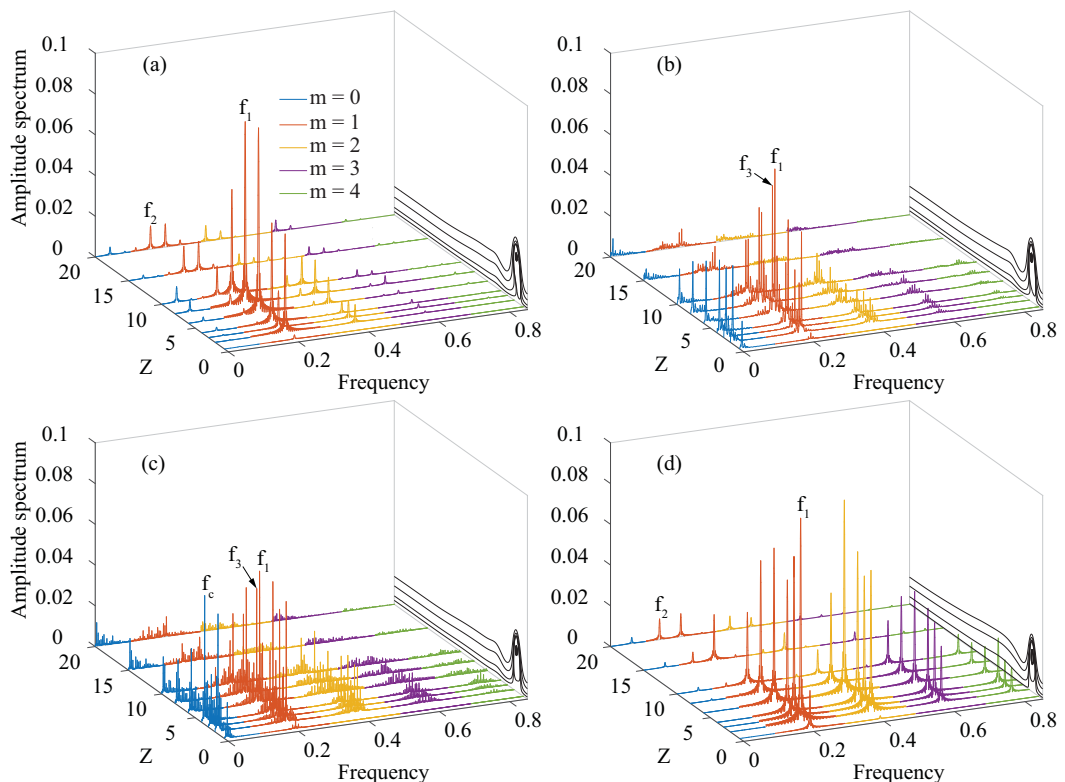 (a)
Amplitude spectrum
0.1
0.08
0.06
0.04
0.02
0
f1
f2
m = 0
m = 1
m = 2
m = 3
m = 4
20
15
10
5
0
Z
0
0.2
0.4
0.6
0.8
Frequency
(b)
0.1
0.08
0.06
0.04
0.02
0
f3
f1
20
15
10
5
0
Z
0
0.2
0.4
0.6
0.8
Frequency
(c)
Amplitude spectrum
0.1
0.08
0.06
0.04
0.02
0
fc
f3
f1
20
15
10
5
0
Z
0
0.2
0.4
0.6
0.8
Frequency
(d)
0.1
0.08
0.06
0.04
0.02
0
f1
f2
20
15
10
5
0
Z
0
0.2
0.4
0.6
0.8
Frequency